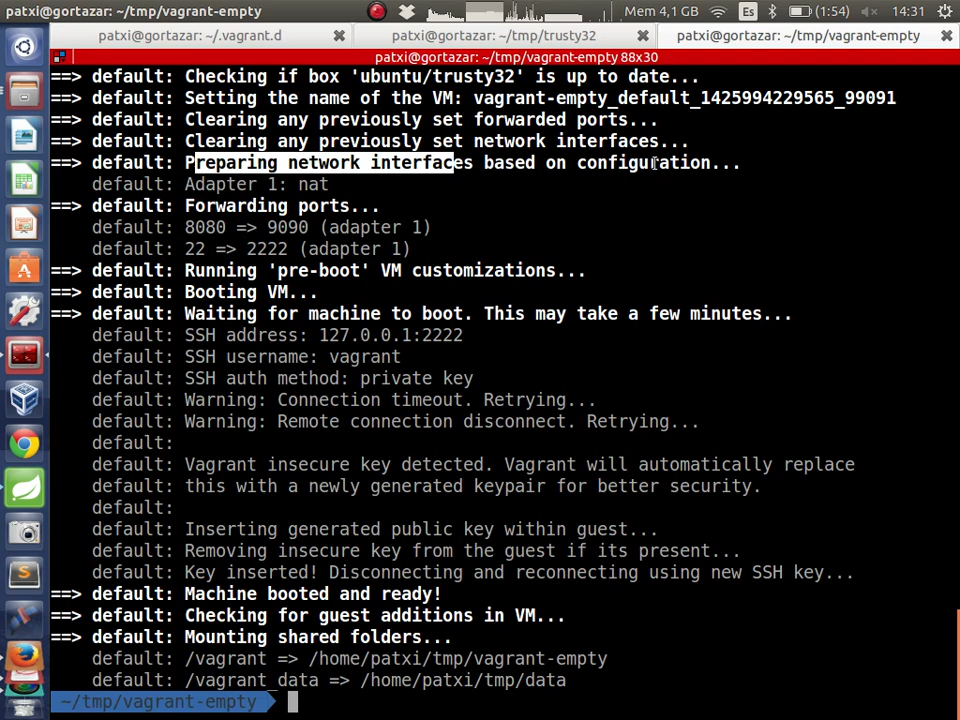 patxi@gortazar: ~/tmp/vagrant-empty
Mem 4,1 GB
Es
(1:54)
14:31
patxi@gortazar: ~/.vagrant.d
patxi@gortazar: ~/tmp/trusty32
patxi@gortazar: ~/tmp/vagrant-empty
patxi@gortazar: ~/tmp/vagrant-empty 88x30
==> default: Checking if box 'ubuntu/trusty32' is up to date...
==> default: Setting the name of the VM: vagrant-empty_default_1425994229565_99091
==> default: Clearing any previously set forwarded ports...
==> default: Clearing any previously set network interfaces...
==> default: Preparing network interfaces based on configuration...
default: Adapter 1: nat
==> default: Forwarding ports...
default: 8080 => 9090 (adapter 1)
default: 22 => 2222 (adapter 1)
==> default: Running 'pre-boot' VM customizations...
==> default: Booting VM...
==> default: Waiting for machine to boot. This may take a few minutes...
default: SSH address: 127.0.0.1:2222
default: SSH username: vagrant
default: SSH auth method: private key
default: Warning: Connection timeout. Retrying...
default: Warning: Remote connection disconnect. Retrying...
default:
default: Vagrant insecure key detected. Vagrant will automatically replace
default: this with a newly generated keypair for better security.
default:
default: Inserting generated public key within guest...
default: Removing insecure key from the guest if its present...
default: Key inserted! Disconnecting and reconnecting using new SSH key...
==> default: Machine booted and ready!
==> default: Checking for guest additions in VM...
==> default: Mounting shared folders...
default: /vagrant => /home/patxi/tmp/vagrant-empty
default: /vagrant_data => /home/patxi/tmp/data
~/tmp/vagrant-empty